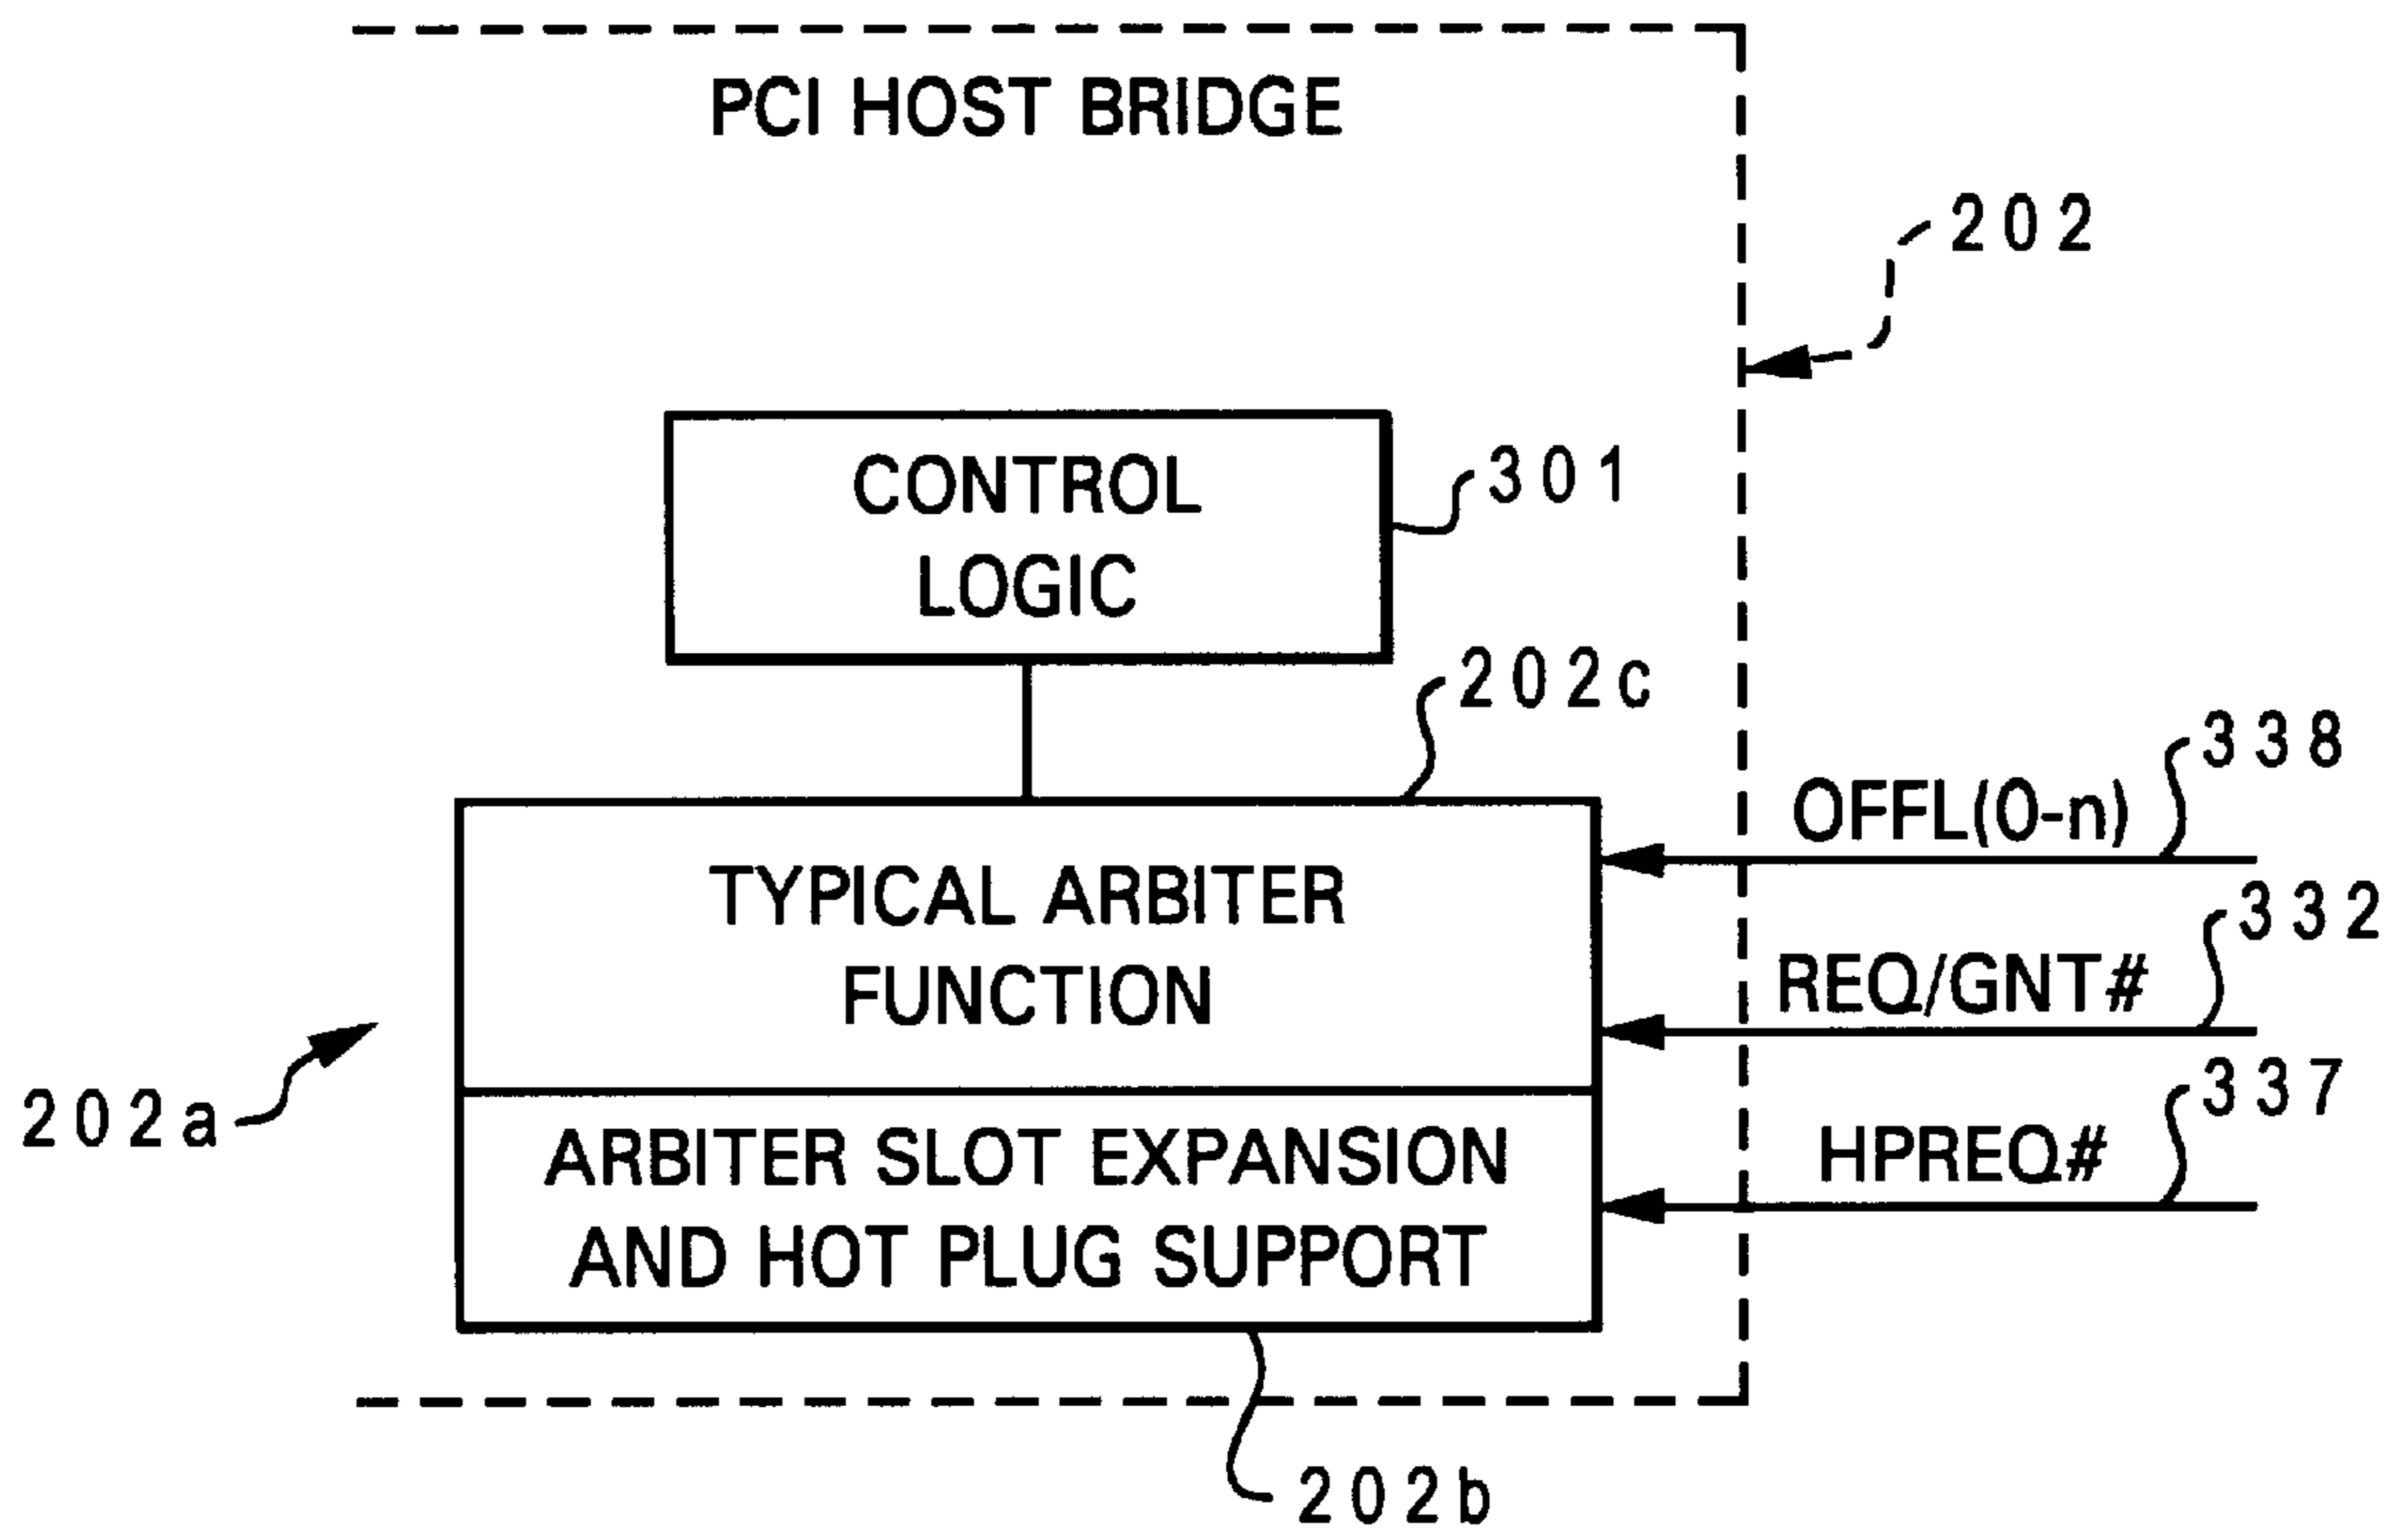 PCI HOST BRIDGE
202
CONTROL
LOGIC
301
202c
338
OFFL(0-n)
TYPICAL ARBITER
FUNCTION
332
REQ/GNT#
202a
337
HPREQ#
ARBITER SLOT EXPANSION
AND HOT PLUG SUPPORT
202b